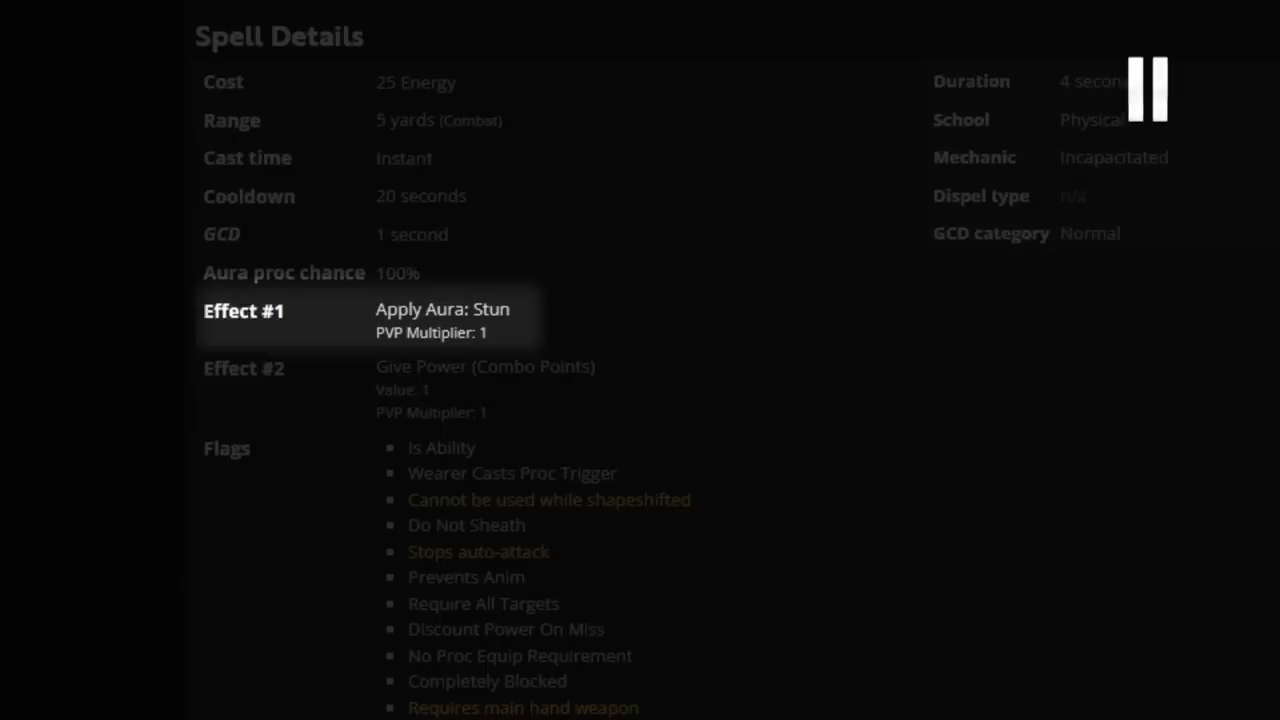 Spell Details
Cost 25 Energy
Range 5 yards (Combat)
Cast time Instant
Cooldown 20 seconds
GCD 1 second
Aura proc chance 100%
Effect #1 Apply Aura: Stun
PVP Multiplier: 1
Effect #2 Give Power (Combo Points)
Value: 1
PVP Multiplier: 1
Flags
Is Ability
Wearer Casts Proc Trigger
Cannot be used while shapeshifted
Do Not Sheath
Stops auto-attack
Prevents Anim
Require All Targets
Discount Power On Miss
No Proc Equip Requirement
Completely Blocked
Requires main hand weapon
Duration 4
School Physical
Mechanic Incapacitated
Dispel type n/a
GCD category Normal